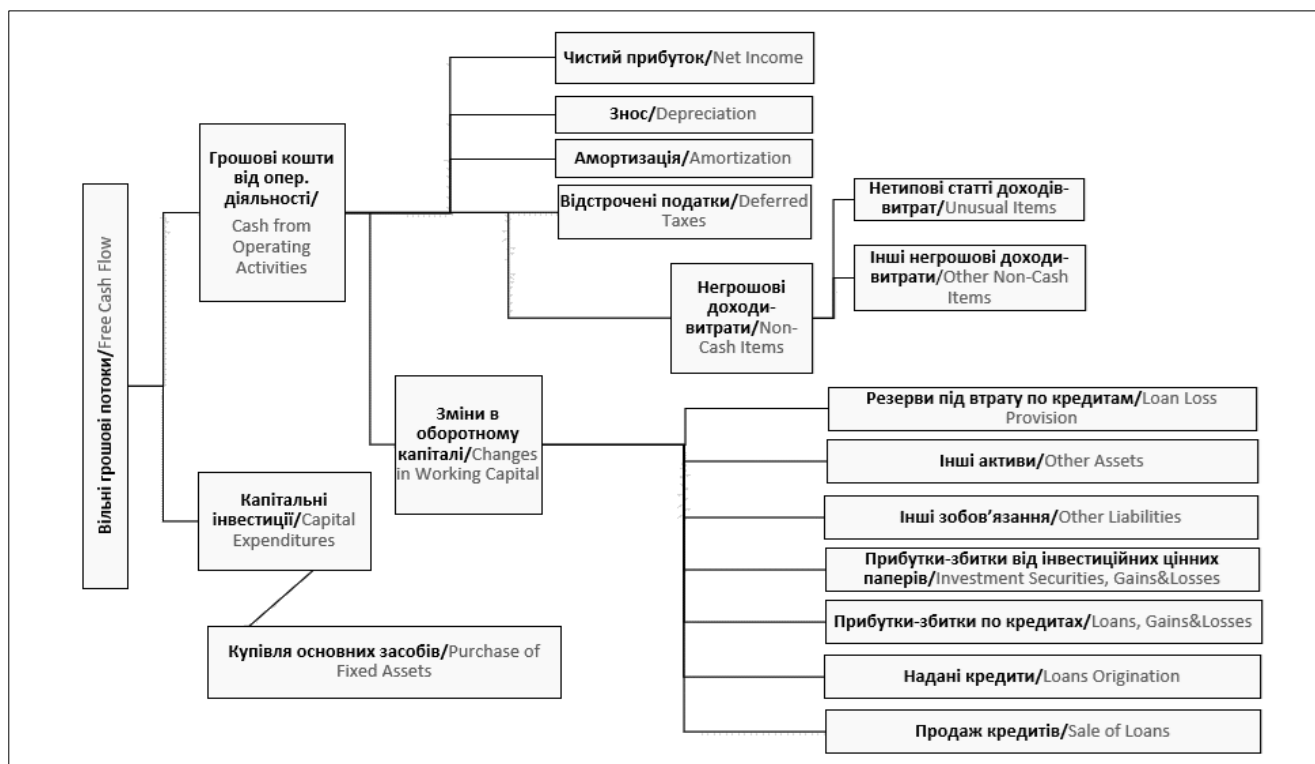 Вільні грошові потоки/Free Cash Flow
Грошові кошти
від опер.
діяльності/
Cash from
Operating
Activities
Капітальні
інвестиції/Capital
Expenditures
Купівля основних засобів/Purchase of
Fixed Assets
Чистий прибуток/Net Income
Знос/Depreciation
Амортизація/Amortization
Відстрочені податки/Deferred
Taxes
Негрошові
доходи-
витрати/Non-
Cash Items
Нетипові статті доходів-
витрат/Unusual Items
Інші негрошові доходи-
витрати/Other Non-Cash
Items
Зміни в
оборотному
капіталі/Changes
in Working Capital
Резерви під втрату по кредитам/Loan Loss
Provision
Інші активи/Other Assets
Інші зобов’язання/Other Liabilities
Прибутки-збитки від інвестиційних цінних
паперів/Investment Securities, Gains&Losses
Прибутки-збитки по кредитах/Loans, Gains&Losses
Надані кредити/Loans Origination
Продаж кредитів/Sale of Loans